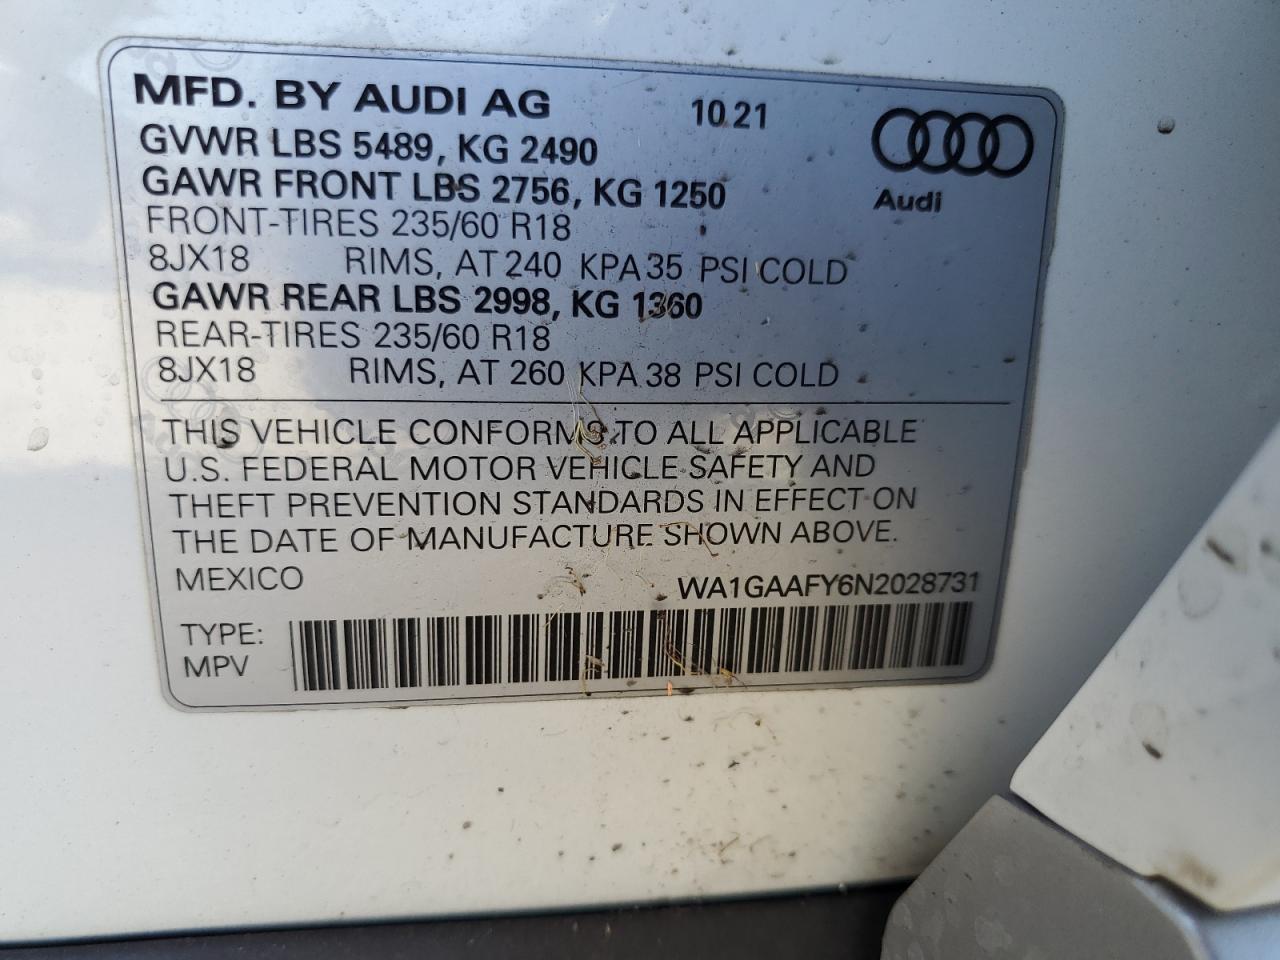 MFD. BY AUDI AG 10.21
GVWR LBS 5489, KG 2490
GAWR FRONT LBS 2756, KG 1250
Audi
FRONT-TIRES 235/60 R18
8JX18 RIMS, AT 240 KPA 35 PSI COLD
GAWR REAR LBS 2998, KG 1360
REAR-TIRES 235/60 R18
8JX18 RIMS, AT 260 KPA 38 PSI COLD
THIS VEHICLE CONFORMS TO ALL APPLICABLE
U.S. FEDERAL MOTOR VEHICLE SAFETY AND
THEFT PREVENTION STANDARDS IN EFFECT ON
THE DATE OF MANUFACTURE SHOWN ABOVE.
MEXICO WA1GAAFY6N2028731
TYPE:
MPV